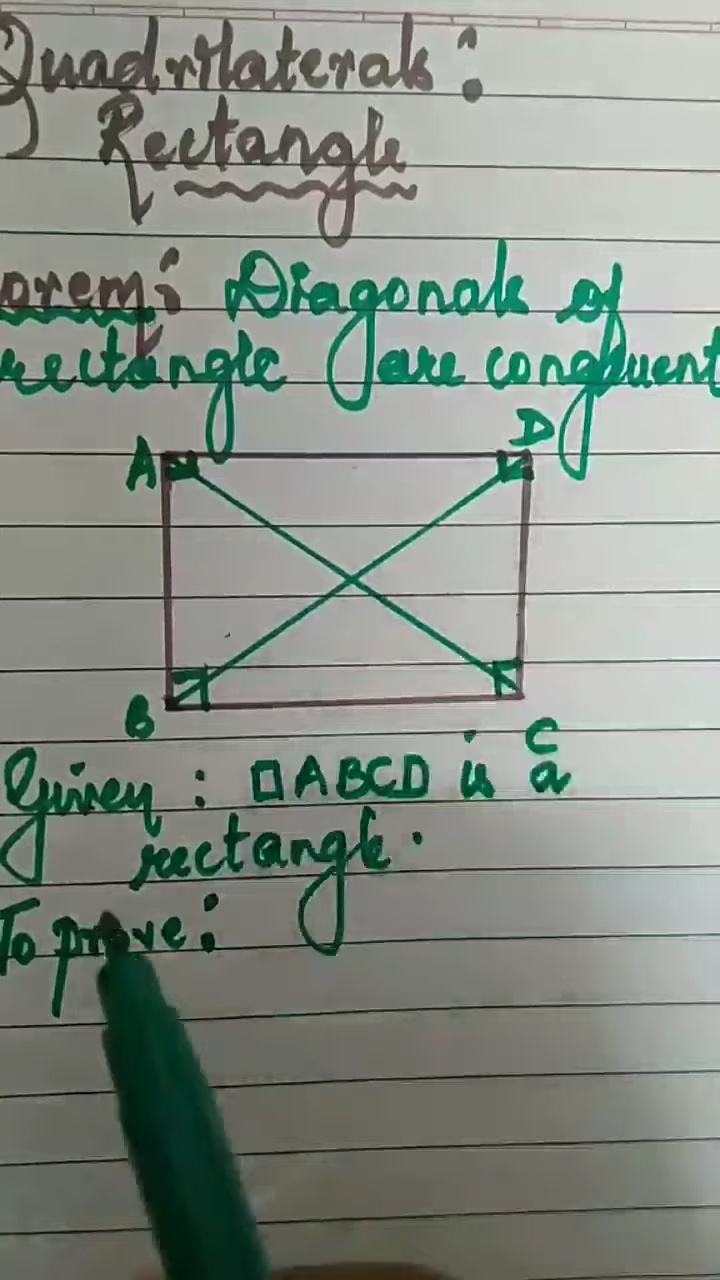 Quadrilaterals:
Rectangle
orem: Diagonals of
rectangle are congruent
A D
B C
Given: □ABCD is a
rectangle.
To prove: